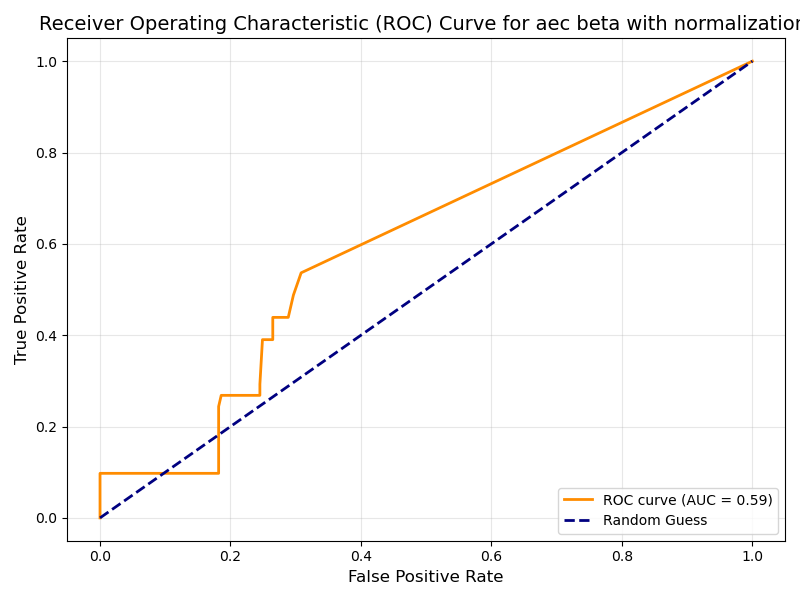 Receiver Operating Characteristic (ROC) Curve for aec beta with normalization
True Positive Rate
1.0
0.8
0.6
0.4
0.2
0.0
0.0 0.2 0.4 0.6 0.8 1.0
False Positive Rate
ROC curve (AUC = 0.59)
Random Guess